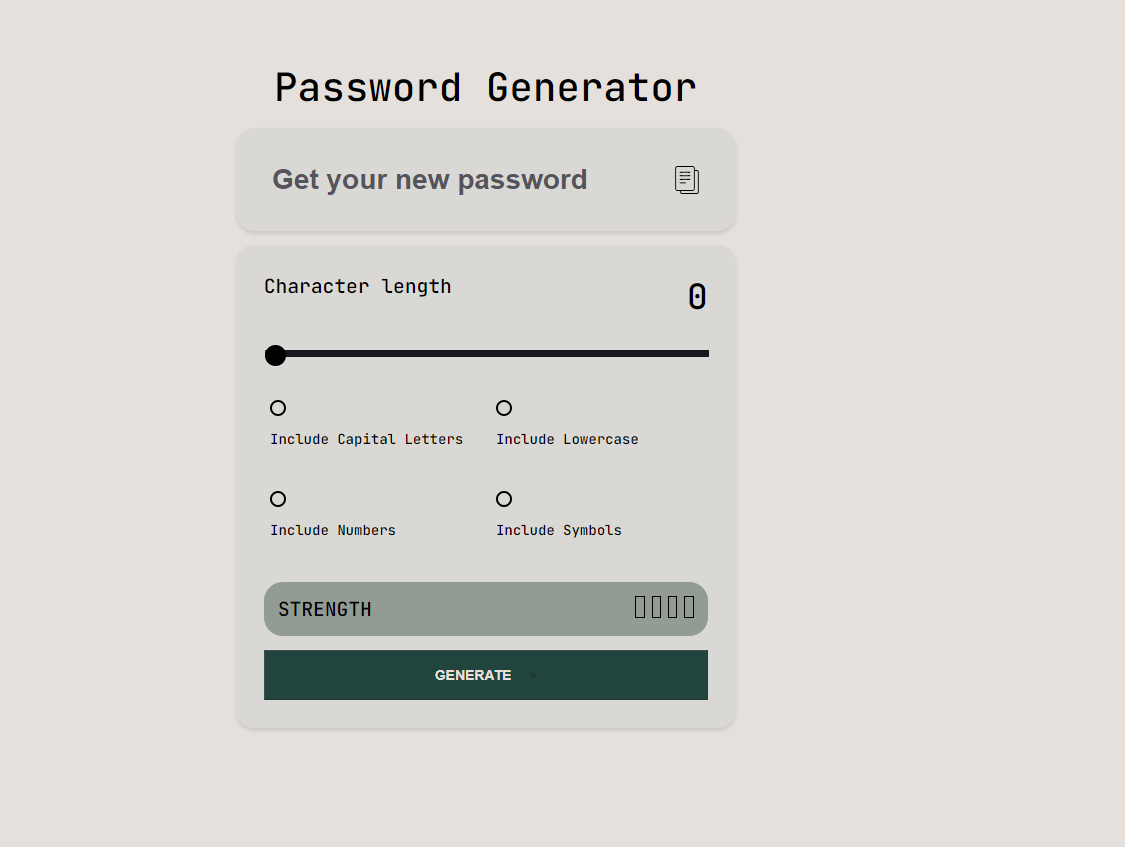 Password Generator
Get your new password
Character length
0
Include Capital Letters
Include Lowercase
Include Numbers
Include Symbols
STRENGTH
GENERATE →